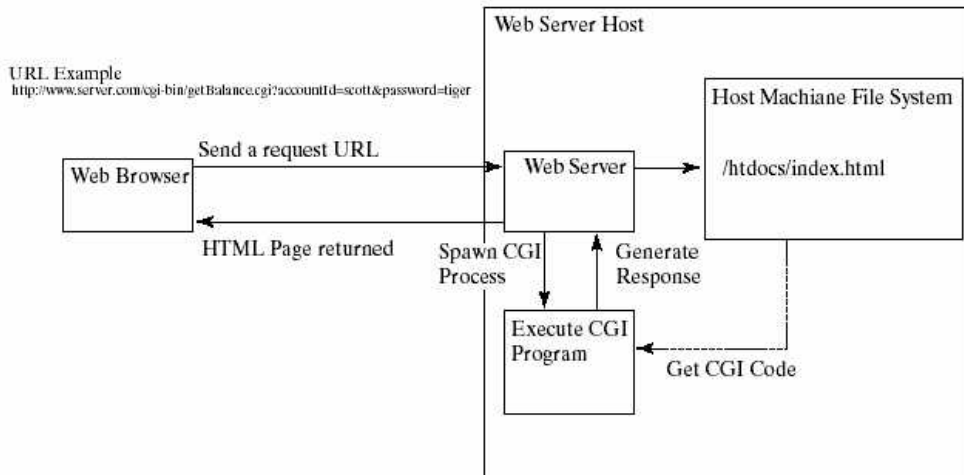 Web Server Host
URL Example
http://www.server.com/cgi-bin/getBalance.cgi?accountId=scott&password=tiger
Host Machiane File System
/htdocs/index.html
Send a request URL
Web Browser
Web Server
HTML Page returned
Spawn CGI
Process
Generate
Response
Execute CGI
Program
Get CGI Code